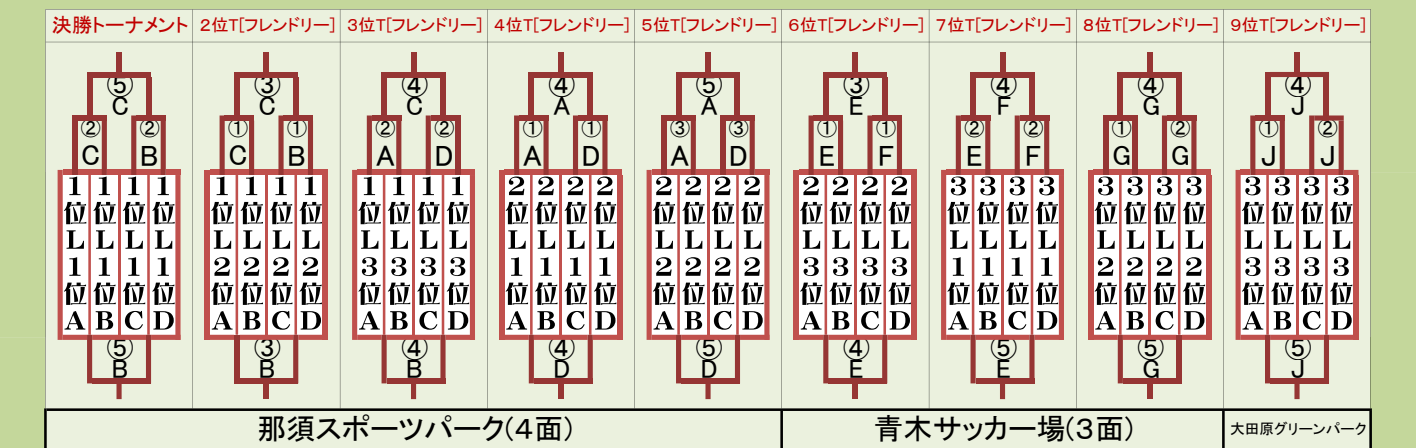 決勝トーナメント 2位T[フレンドリー] 3位T[フレンドリー] 4位T[フレンドリー] 5位T[フレンドリー] 6位T[フレンドリー] 7位T[フレンドリー] 8位T[フレンドリー] 9位T[フレンドリー]
⑤ ③ ④ ④ ⑤ ③ ④ ④ ④
C C C A A E F G J
② ② ① ① ② ② ① ① ③ ③ ① ① ② ② ① ② ① ②
C B C B A D A D A D E F E F G G J J
1位L1位A 1位L1位B 1位L1位C 1位L1位D
1位L2位A 1位L2位B 1位L2位C 1位L2位D
1位L3位A 1位L3位B 1位L3位C 1位L3位D
2位L1位A 2位L1位B 2位L1位C 2位L1位D
2位L2位A 2位L2位B 2位L2位C 2位L2位D
2位L3位A 2位L3位B 2位L3位C 2位L3位D
3位L1位A 3位L1位B 3位L1位C 3位L1位D
3位L2位A 3位L2位B 3位L2位C 3位L2位D
3位L3位A 3位L3位B 3位L3位C 3位L3位D
⑤ ③ ④ ④ ⑤ ④ ⑤ ⑤ ⑤
B B B D D E E G J
那須スポーツパーク(4面) 青木サッカー場(3面) 大田原グリーンパーク